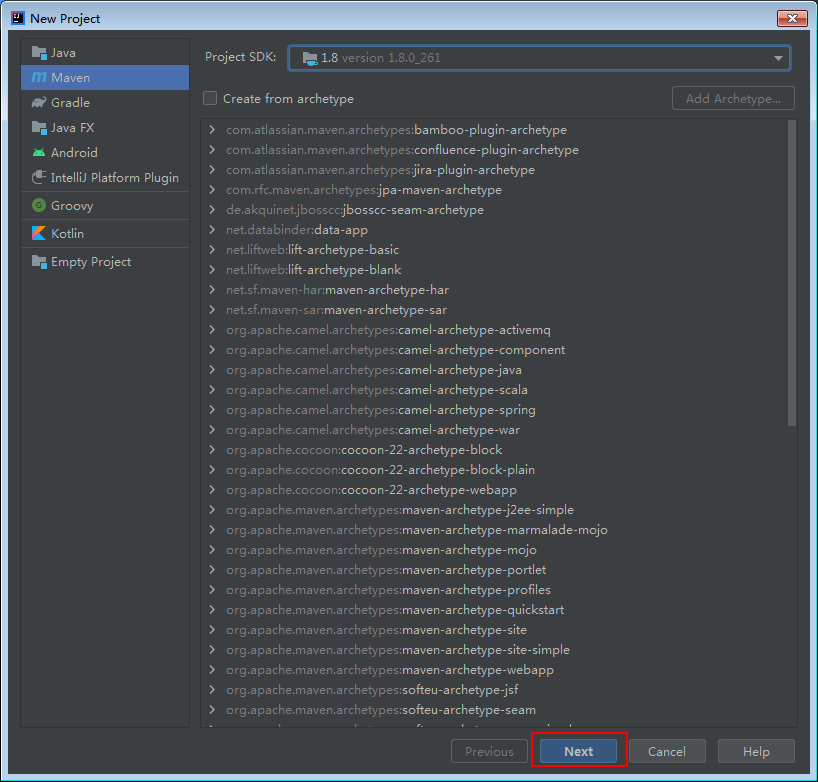 New Project
Java
Maven
Gradle
Java FX
Android
IntelliJ Platform Plugin
Groovy
Kotlin
Empty Project
Project SDK: 1.8 version 1.8.0_261
Create from archetype
Add Archetype...
com.atlassian.maven.archetypes:bamboo-plugin-archetype
com.atlassian.maven.archetypes:confluence-plugin-archetype
com.atlassian.maven.archetypes:jira-plugin-archetype
com.rfc.maven.archetypes:jpa-maven-archetype
de.akquinet.jbosscc:jbosscc-seam-archetype
net.databinder:data-app
net.liftweb:lift-archetype-basic
net.liftweb:lift-archetype-blank
net.sf.maven-har:maven-archetype-har
net.sf.maven-sar:maven-archetype-sar
org.apache.camel.archetypes:camel-archetype-activemq
org.apache.camel.archetypes:camel-archetype-component
org.apache.camel.archetypes:camel-archetype-java
org.apache.camel.archetypes:camel-archetype-scala
org.apache.camel.archetypes:camel-archetype-spring
org.apache.camel.archetypes:camel-archetype-war
org.apache.cocoon:cocoon-22-archetype-block
org.apache.cocoon:cocoon-22-archetype-block-plain
org.apache.cocoon:cocoon-22-archetype-webapp
org.apache.maven.archetypes:maven-archetype-j2ee-simple
org.apache.maven.archetypes:maven-archetype-marmalade-mojo
org.apache.maven.archetypes:maven-archetype-mojo
org.apache.maven.archetypes:maven-archetype-portlet
org.apache.maven.archetypes:maven-archetype-profiles
org.apache.maven.archetypes:maven-archetype-quickstart
org.apache.maven.archetypes:maven-archetype-site
org.apache.maven.archetypes:maven-archetype-site-simple
org.apache.maven.archetypes:maven-archetype-webapp
org.apache.maven.archetypes:softeu-archetype-jsf
org.apache.maven.archetypes:softeu-archetype-seam
Previous
Next
Cancel
Help